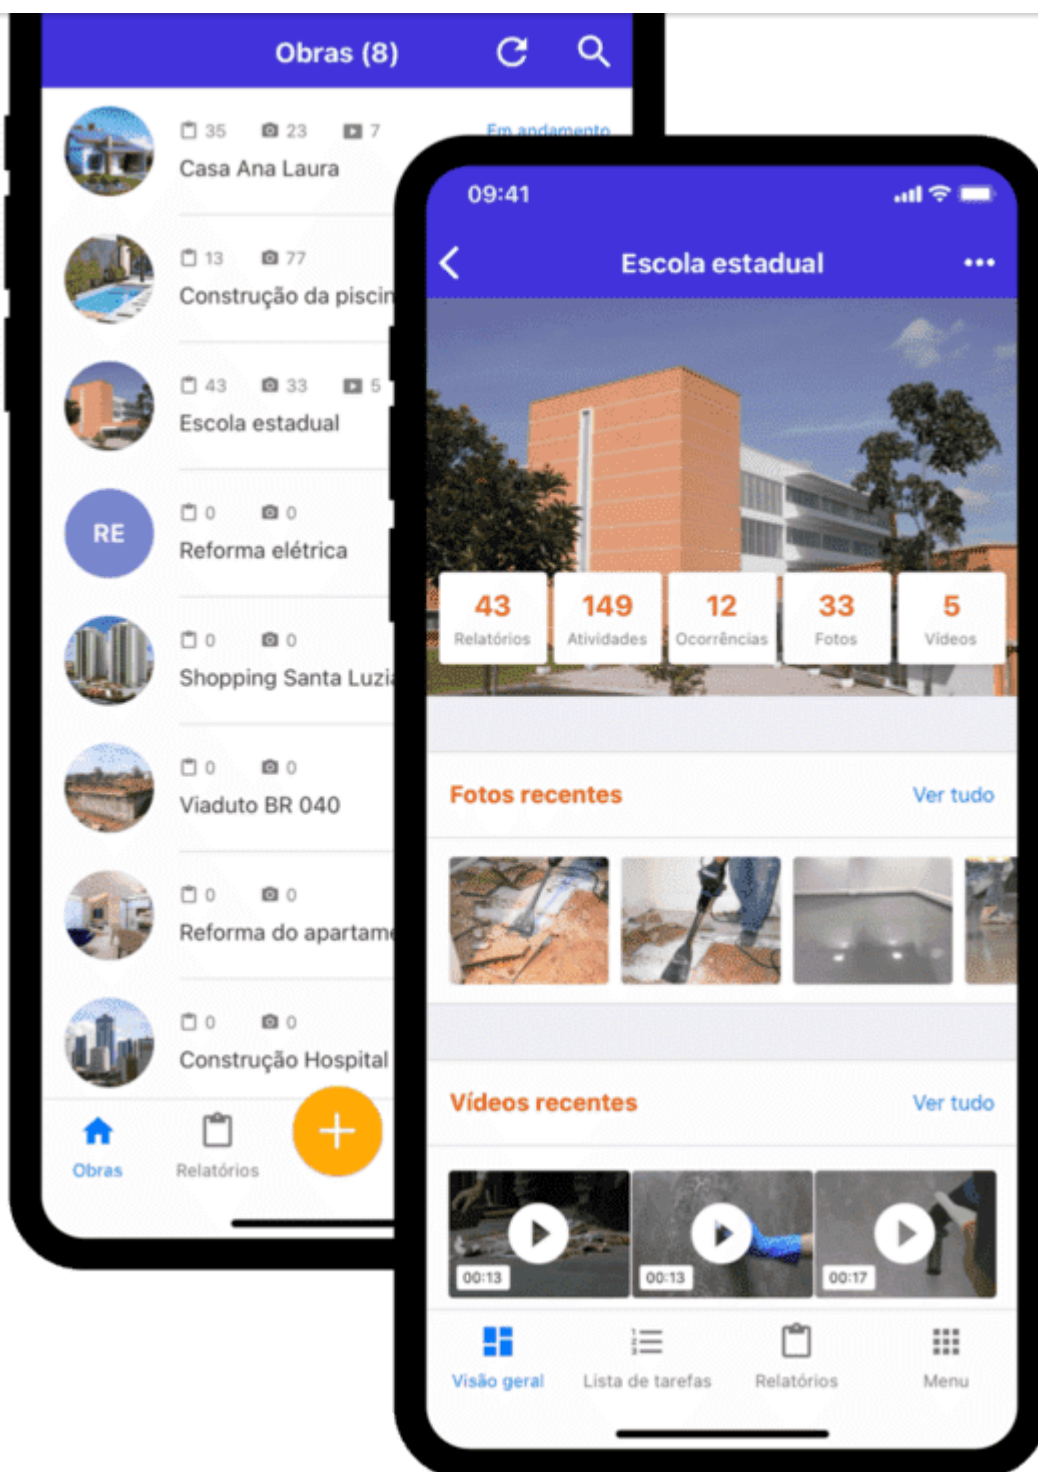 Obras (8)
35 23 7 Em andamento
Casa Ana Laura
13 77
Construção da piscin
43 33 5
Escola estadual
RE
0 0
Reforma elétrica
0 0
Shopping Santa Luzia
0 0
Viaduto BR 040
0 0
Reforma do apartame
0 0
Construção Hospital
Obras Relatórios
09:41
Escola estadual
43 149 12 33 5
Relatórios Atividades Ocorrências Fotos Vídeos
Fotos recentes Ver tudo
Vídeos recentes Ver tudo
00:13 00:13 00:17
Visão geral Lista de tarefas Relatórios Menu